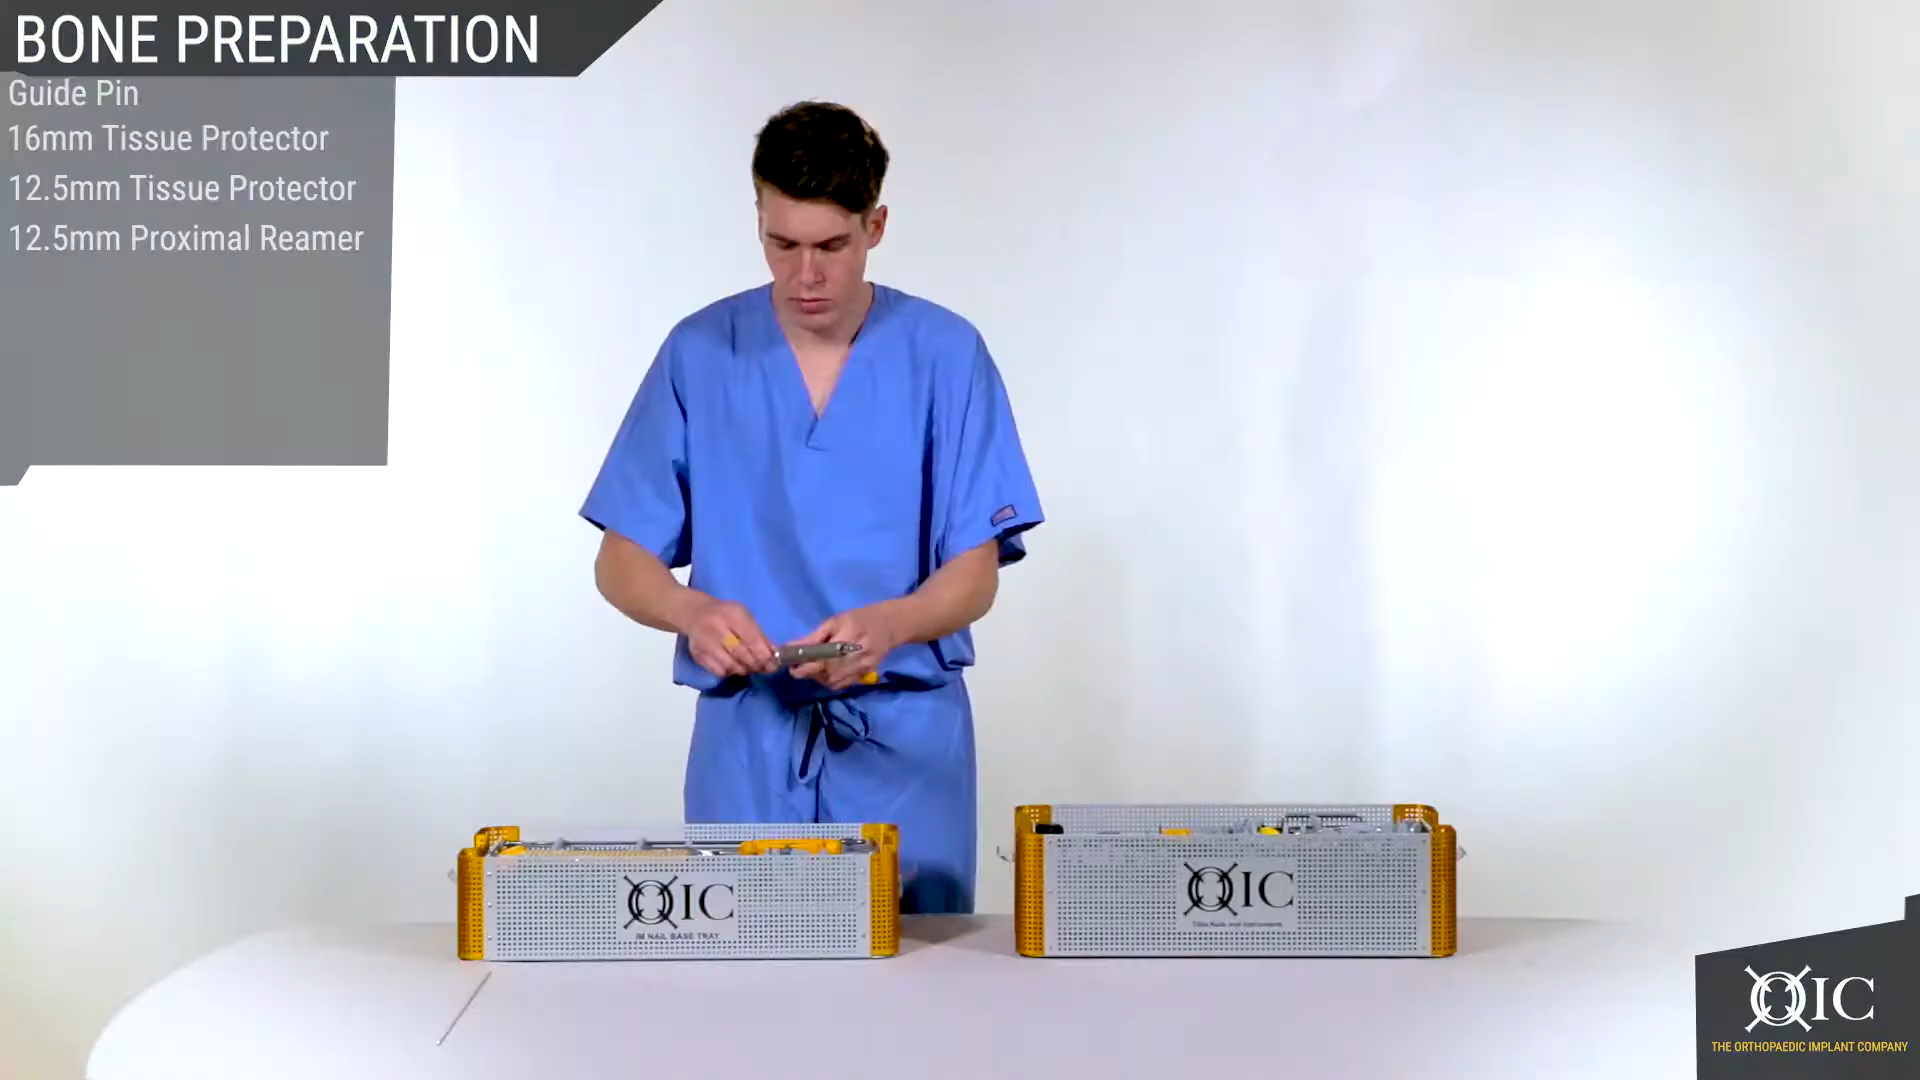 BONE PREPARATION
Guide Pin
16mm Tissue Protector
12.5mm Tissue Protector
12.5mm Proximal Reamer
OIC
IM NAIL BASE TRAY
OIC
OIC
THE ORTHOPAEDIC IMPLANT COMPANY